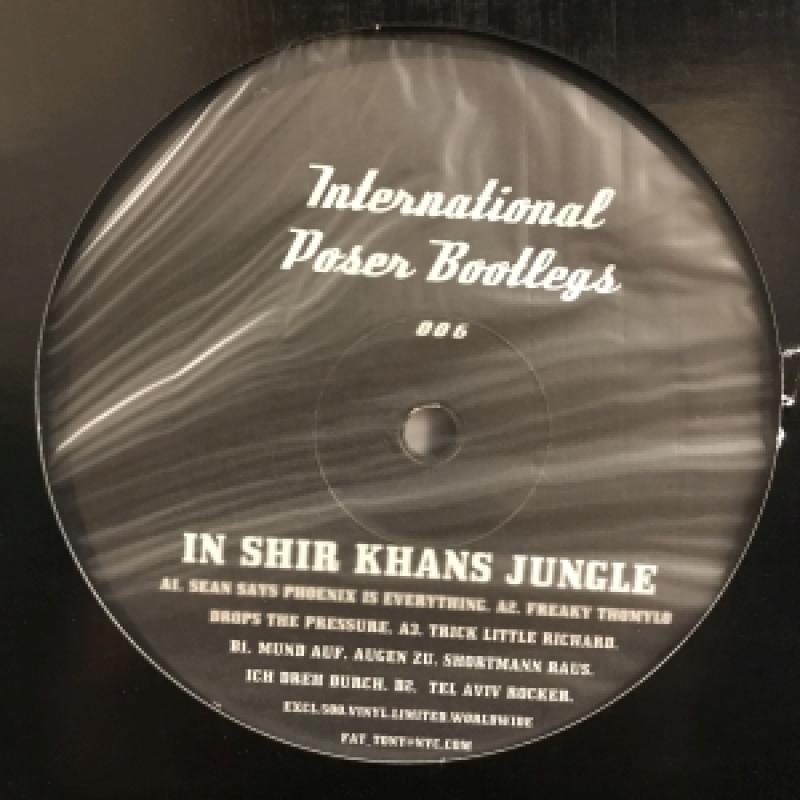 International
Poser Bootlegs
006
IN SHIR KHANS JUNGLE
A1. SEAN SAYS PHOENIX IS EVERYTHING. A2. FREAKY THOMYLO
DROPS THE PRESSURE. A3. TRICK LITTLE RICHARD.
B1. MUND AUF, AUGEN ZU, SHORTMANN RAUS.
ICH DREH DURCH. B2. TEL AVIV ROCKER.
EXCL.500.VINYL.LIMITED.WORLDWIDE
FAT_TONY@NYC.COM